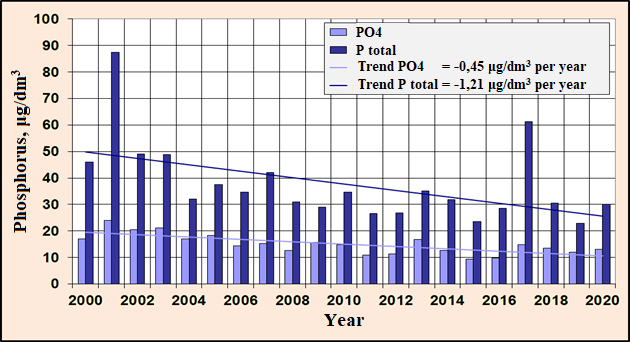 100
90
80
70
60
50
40
30
20
10
0
Phosphorus, µg/dm³
PO4
P total
Trend PO4 = -0,45 µg/dm³ per year
Trend P total = -1,21 µg/dm³ per year
2000 2002 2004 2006 2008 2010 2012 2014 2016 2018 2020
Year